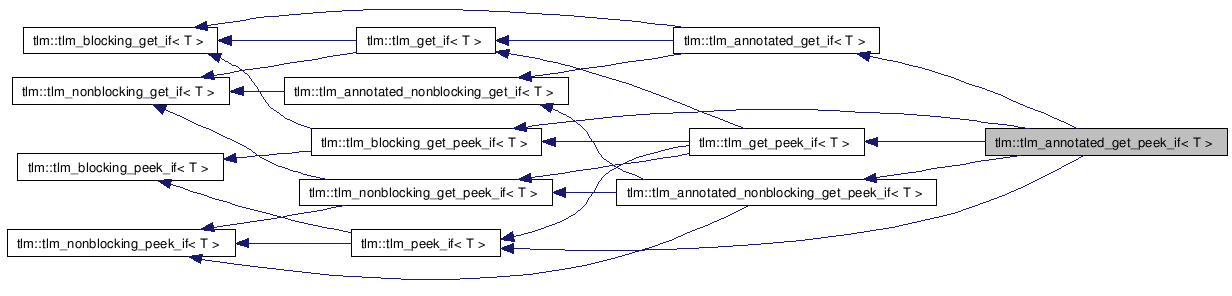 tlm::tlm_blocking_get_if< T >
tlm::tlm_get_if< T >
tlm::tlm_annotated_get_if< T >
tlm::tlm_nonblocking_get_if< T >
tlm::tlm_annotated_nonblocking_get_if< T >
tlm::tlm_blocking_get_peek_if< T >
tlm::tlm_get_peek_if< T >
tlm::tlm_annotated_get_peek_if< T >
tlm::tlm_blocking_peek_if< T >
tlm::tlm_nonblocking_get_peek_if< T >
tlm::tlm_annotated_nonblocking_get_peek_if< T >
tlm::tlm_nonblocking_peek_if< T >
tlm::tlm_peek_if< T >